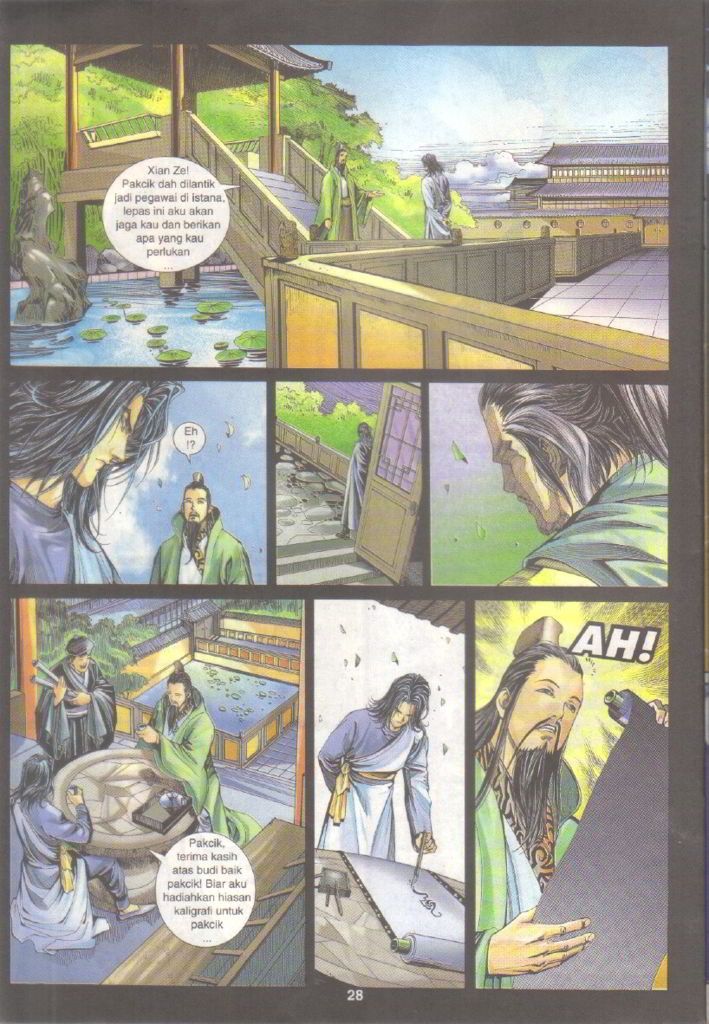 Xian Ze!
Pakcik dah dilantik
jadi pegawai di istana,
lepas ini aku akan
jaga kau dan berikan
apa yang kau
perlukan
...
Eh
!?
Pakcik,
terima kasih
atas budi baik
pakcik! Biar aku
hadiahkan hiasan
kaligrafi untuk
pakcik
...
AH!
28